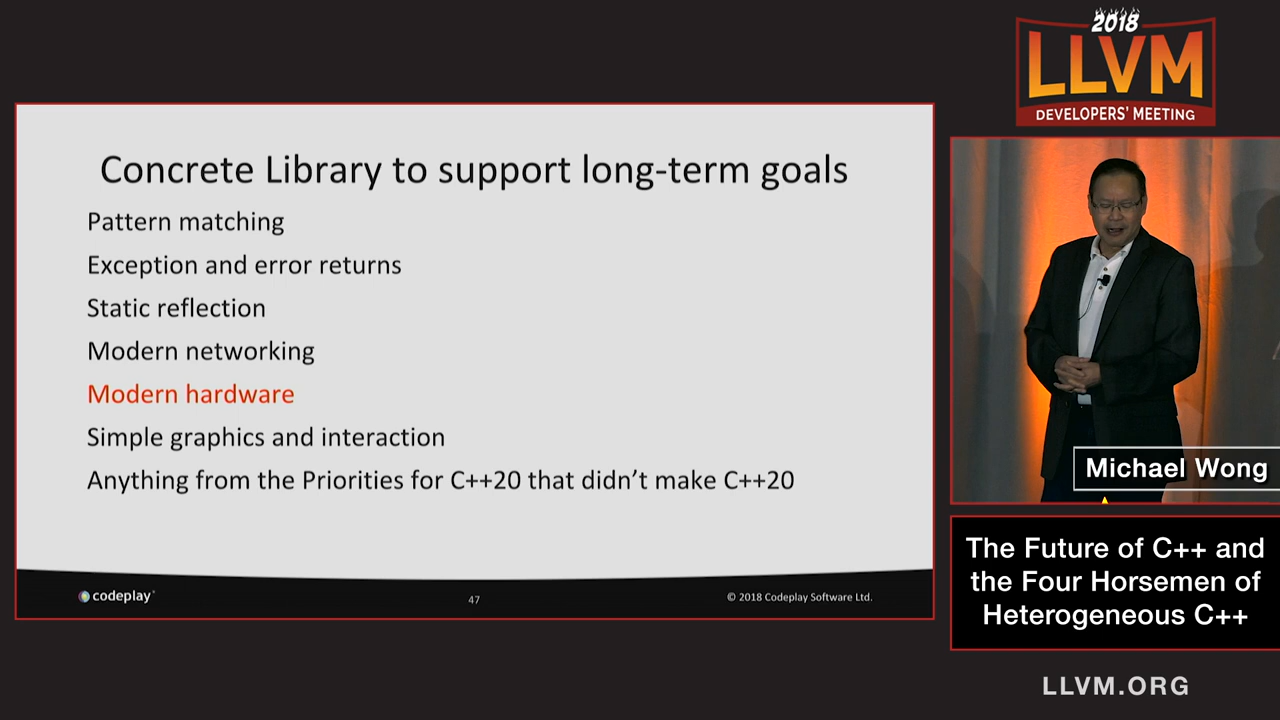 2018
LLVM
DEVELOPERS' MEETING
Concrete Library to support long-term goals
Pattern matching
Exception and error returns
Static reflection
Modern networking
Modern hardware
Simple graphics and interaction
Anything from the Priorities for C++20 that didn't make C++20
codeplay
47
© 2018 Codeplay Software Ltd.
Michael Wong
The Future of C++ and
the Four Horsemen of
Heterogeneous C++
LLVM.ORG